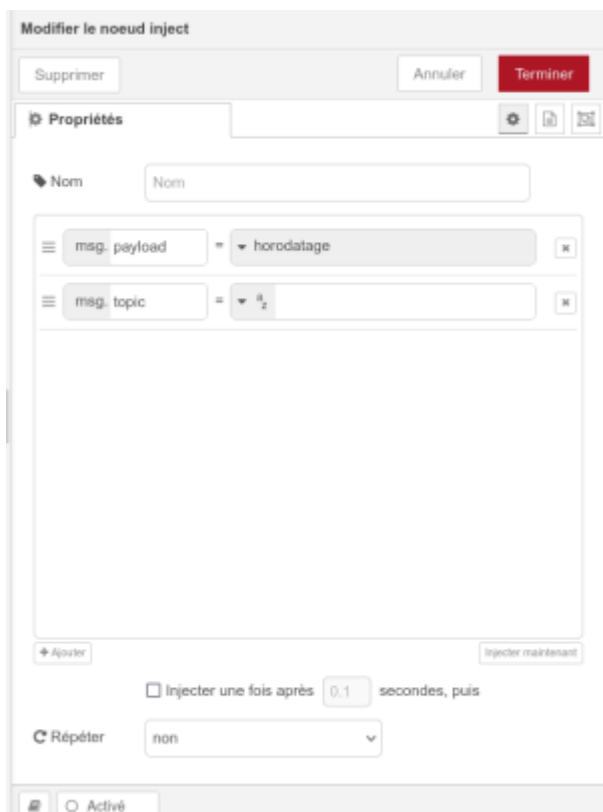 Modifier le noeud inject
Supprimer Annuler Terminer
Propriétés
Nom Nom
msg. payload = horodatage
msg. topic = a z
Ajouter Injecter maintenant
Injecter une fois après 0.1 secondes, puis
Répéter non
Activé